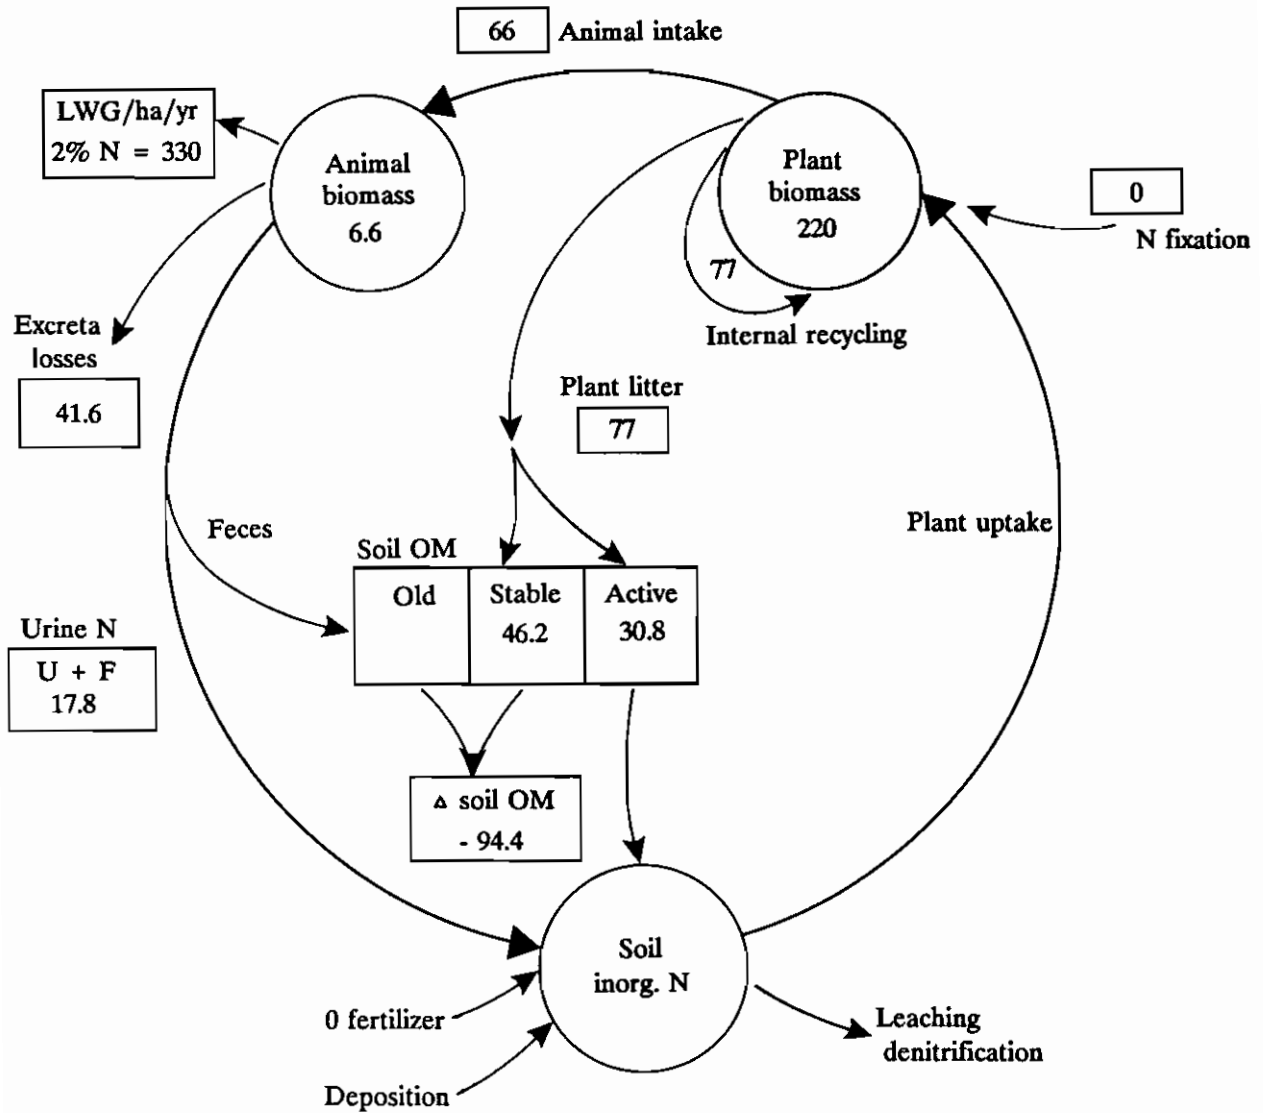 66 Animal intake
LWG/ha/yr
2% N = 330
Animal
biomass
6.6
Plant
biomass
220
0
N fixation
77
Internal recycling
Excreta
losses
41.6
Plant litter
77
Feces
Plant uptake
Soil OM
Old
Stable
46.2
Active
30.8
Urine N
U + F
17.8
Δ soil OM
- 94.4
Soil
inorg. N
0 fertilizer
Deposition
Leaching
denitrification